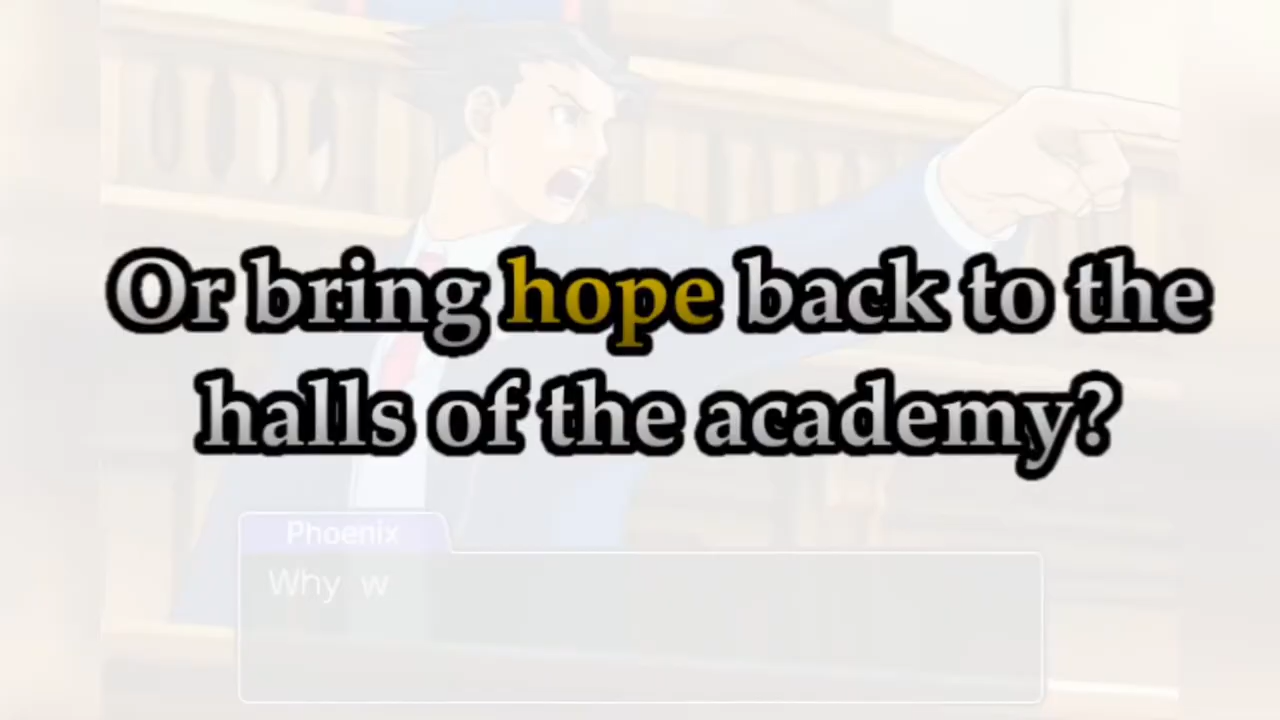 Or bring hope back to the
halls of the academy?
Phoenix
Why w